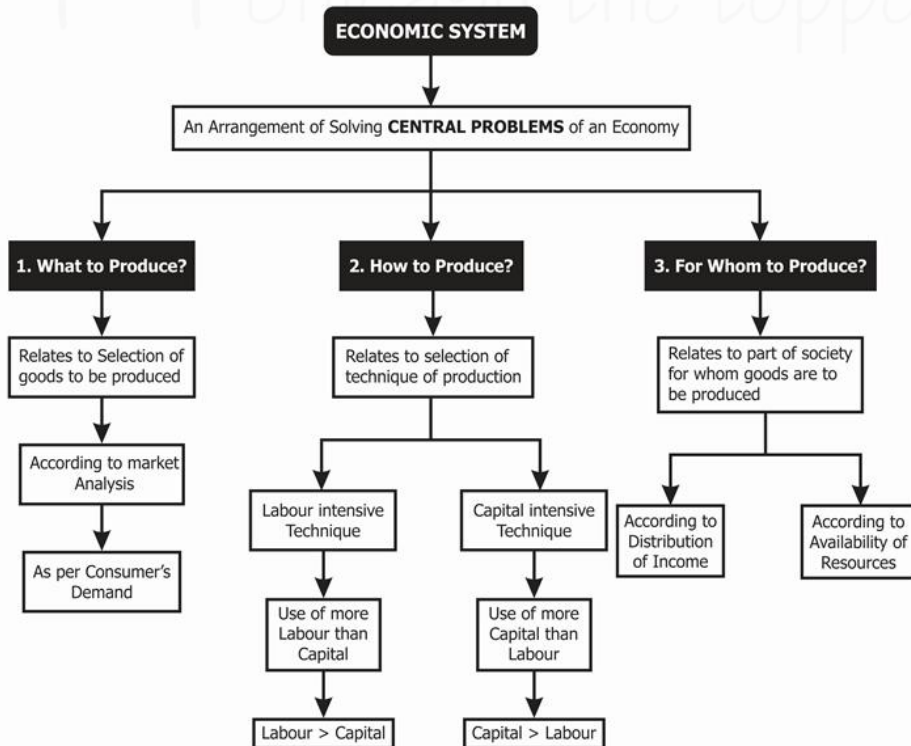 ECONOMIC SYSTEM
An Arrangement of Solving CENTRAL PROBLEMS of an Economy
1. What to Produce?
2. How to Produce?
3. For Whom to Produce?
Relates to Selection of
goods to be produced
Relates to selection of
technique of production
Relates to part of society
for whom goods are to
be produced
According to market
Analysis
Labour intensive
Technique
Capital intensive
Technique
According to
Distribution
of Income
According to
Availability of
Resources
As per Consumer's
Demand
Use of more
Labour than
Capital
Use of more
Capital than
Labour
Labour > Capital
Capital > Labour